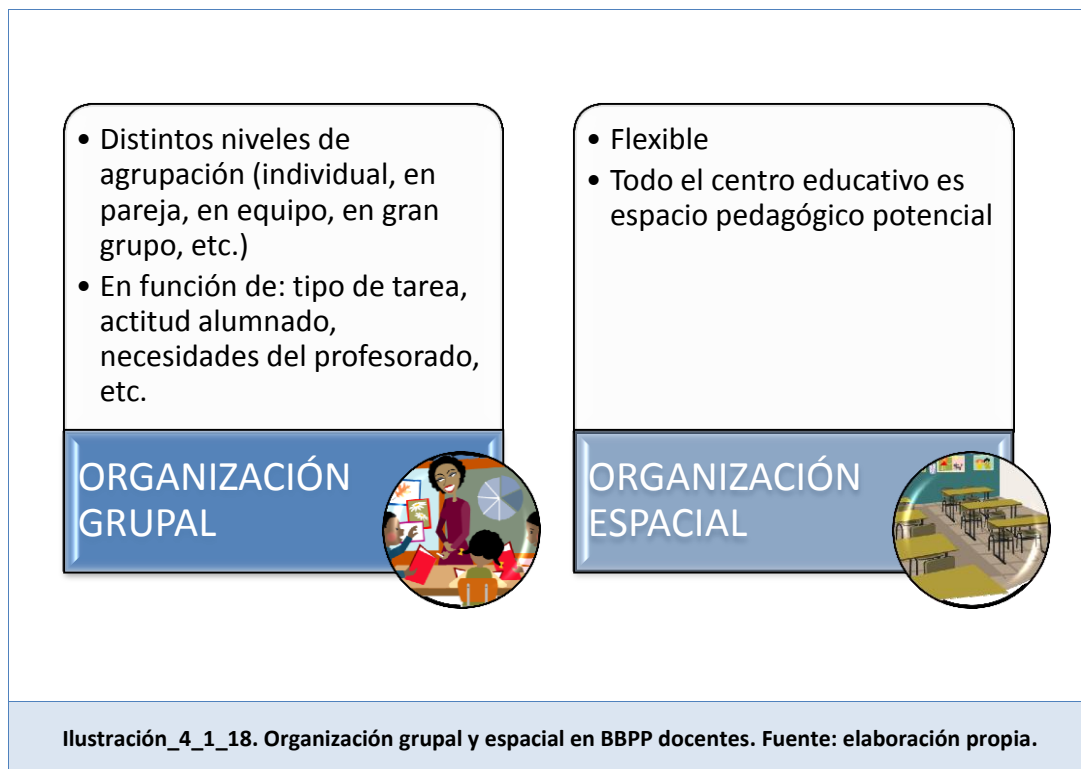 • Distintos niveles de
agrupación (individual, en
pareja, en equipo, en gran
grupo, etc.)
• En función de: tipo de tarea,
actitud alumnado,
necesidades del profesorado,
etc.
ORGANIZACIÓN
GRUPAL
• Flexible
• Todo el centro educativo es
espacio pedagógico potencial
ORGANIZACIÓN
ESPACIAL
Ilustración_4_1_18. Organización grupal y espacial en BBPP docentes. Fuente: elaboración propia.